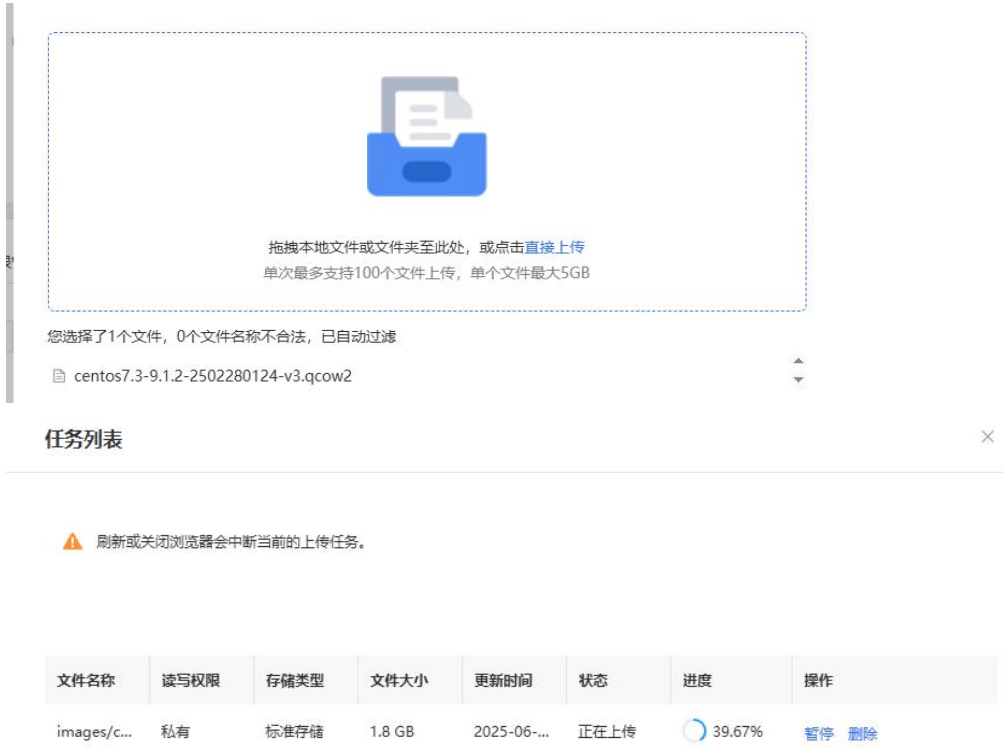 拖拽本地文件或文件夹至此处，或点击直接上传
单次最多支持100个文件上传，单个文件最大5GB
您选择了1个文件，0个文件名称不合法，已自动过滤
centos7.3-9.1.2-2502280124-v3.qcow2
任务列表
刷新或关闭浏览器会中断当前的上传任务。
文件名称 读写权限 存储类型 文件大小 更新时间 状态 进度 操作
images/c... 私有 标准存储 1.8 GB 2025-06-... 正在上传 39.67% 暂停 删除